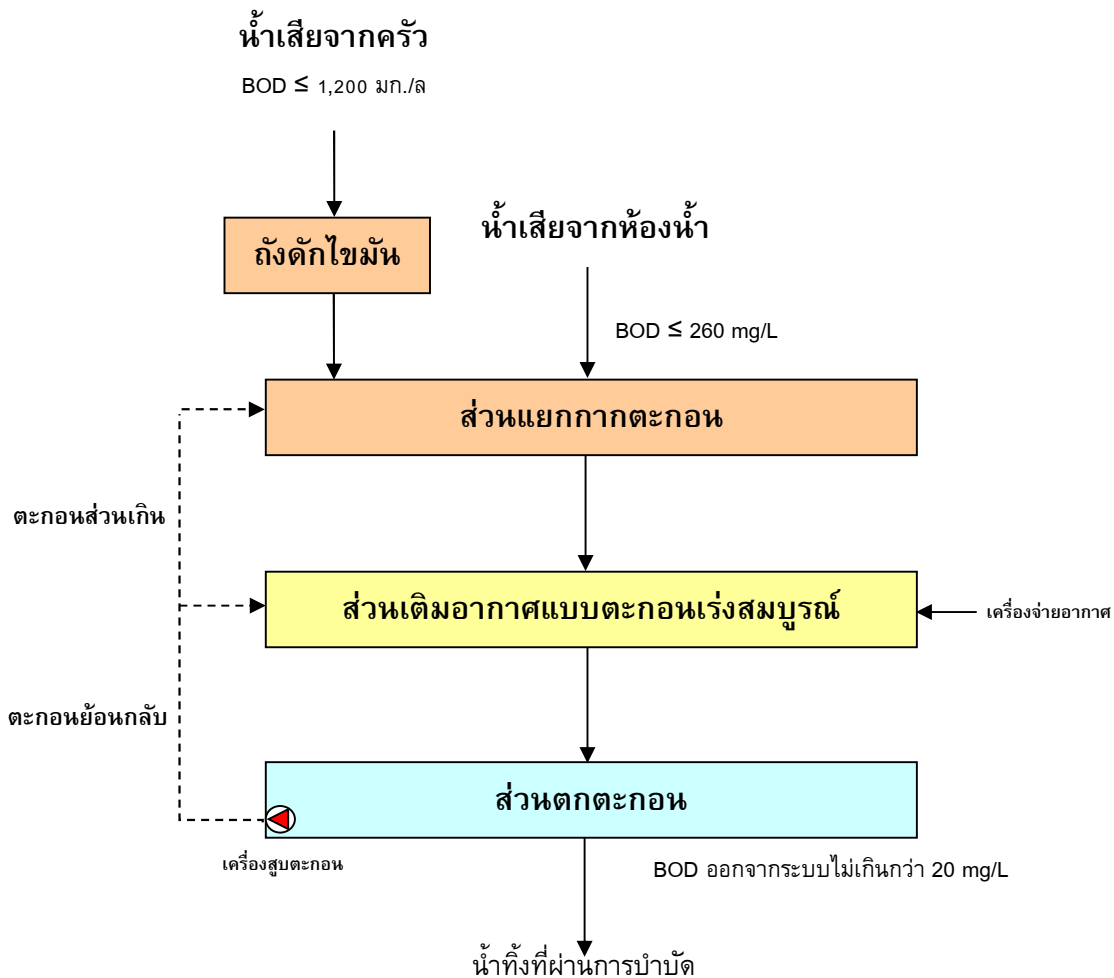 น้ำเสียจากครัว
BOD ≤ 1,200 มก./ล
น้ำเสียจากห้องน้ำ
ถังดักไขมัน
BOD ≤ 260 mg/L
ส่วนแยกกากตะกอน
ตะกอนส่วนเกิน
ส่วนเติมอากาศแบบตะกอนเร่งสมบูรณ์
เครื่องจ่ายอากาศ
ตะกอนย้อนกลับ
ส่วนตกตะกอน
เครื่องสูบตะกอน
BOD ออกจากระบบไม่เกินกว่า 20 mg/L
น้ำทิ้งที่ผ่านการบำบัด